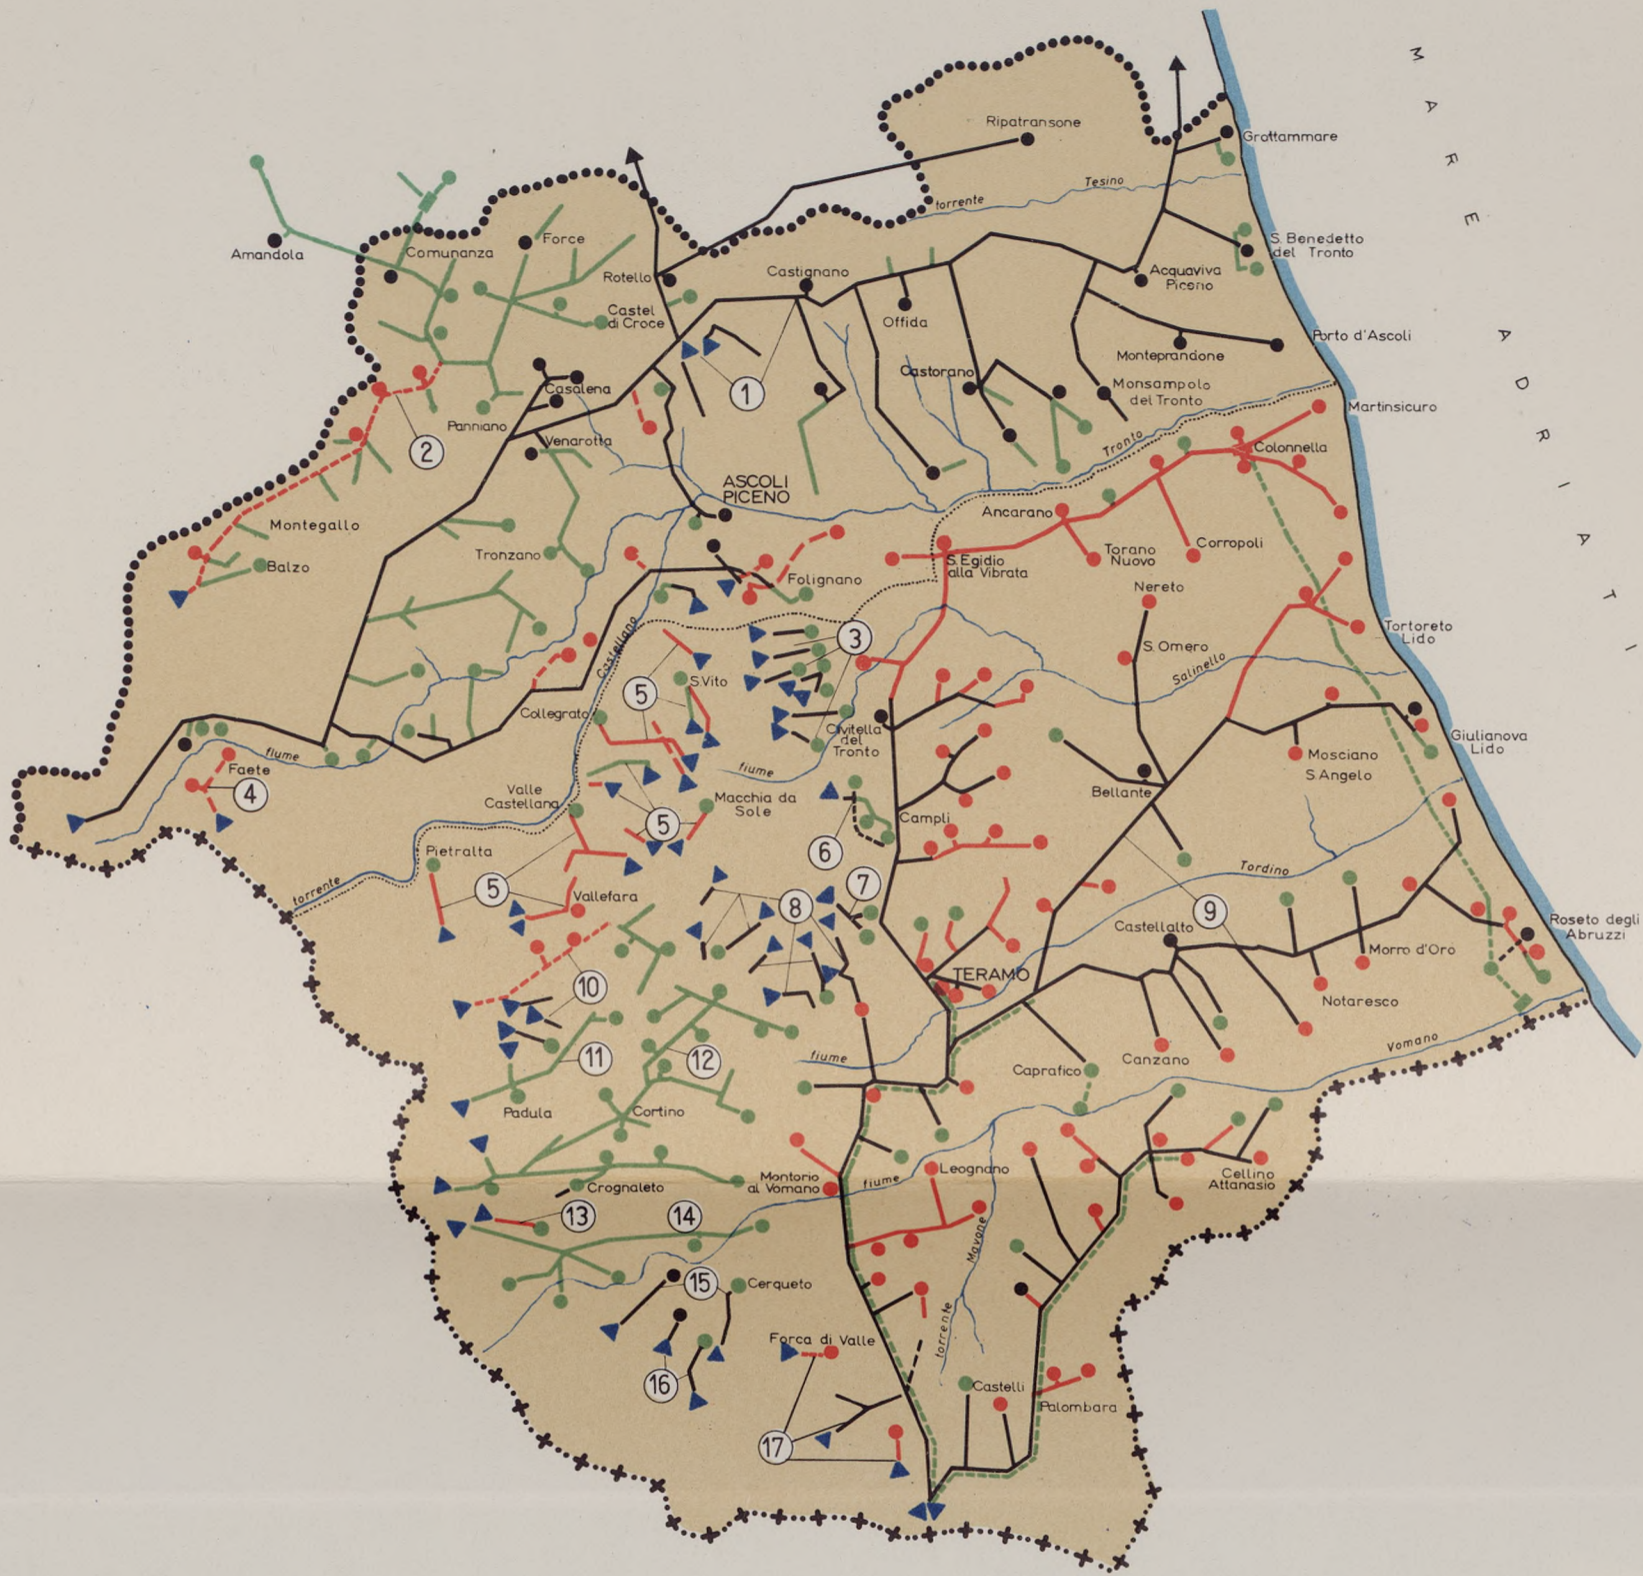 MARE ADRIATI
Ripatransone
Grottammare
Tesino
torrente
Amandola
Comunanza
Force
Rotello
Castignano
S. Benedetto
del Tronto
Acquaviva
Piceno
Castel
di Croce
Offida
Porto d'Ascoli
Monteprandone
Castorano
Monsampolo
del Tronto
Casalena
1
Martinsicuro
Panniano
2
Venarotta
Tronto
Colonnella
ASCOLI
PICENO
Ancarano
Montegallo
Tronzano
Balzo
Folignano
S. Egidio
alla Vibrata
Torano
Nuovo
Corropoli
Nereto
Castellano
3
S. Omero
Tortoreto
Lido
Salinello
5
S. Vito
Collegrato
Civitella
del
Tronto
Giulianova
Lido
fiume
Faete
4
fiume
Mosciano
S. Angelo
Valle
Castellana
Macchia da
Sole
Bellante
5
Campli
6
Pietralta
torrente
5
Vallefara
7
8
Tordino
9
Castellalto
Roseto degli
Abruzzi
Morro d'Oro
TERAMO
10
Notaresco
11
12
fiume
Caprafico
Canzano
Vomano
Padula
Cortino
Montorio
al Vomano
fiume
Leognano
Cellino
Attanasio
Crognaleto
13
14
Mavone
15
Cerqueto
torrente
Forca di Valle
16
Castelli
Palombara
17